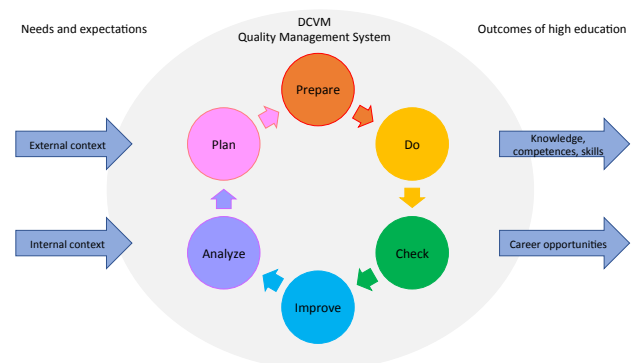 Needs and expectations
DCVM
Quality Management System
Outcomes of high education
Prepare
Plan
Do
External context
Knowledge,
competences, skills
Internal context
Analyze
Check
Career opportunities
Improve